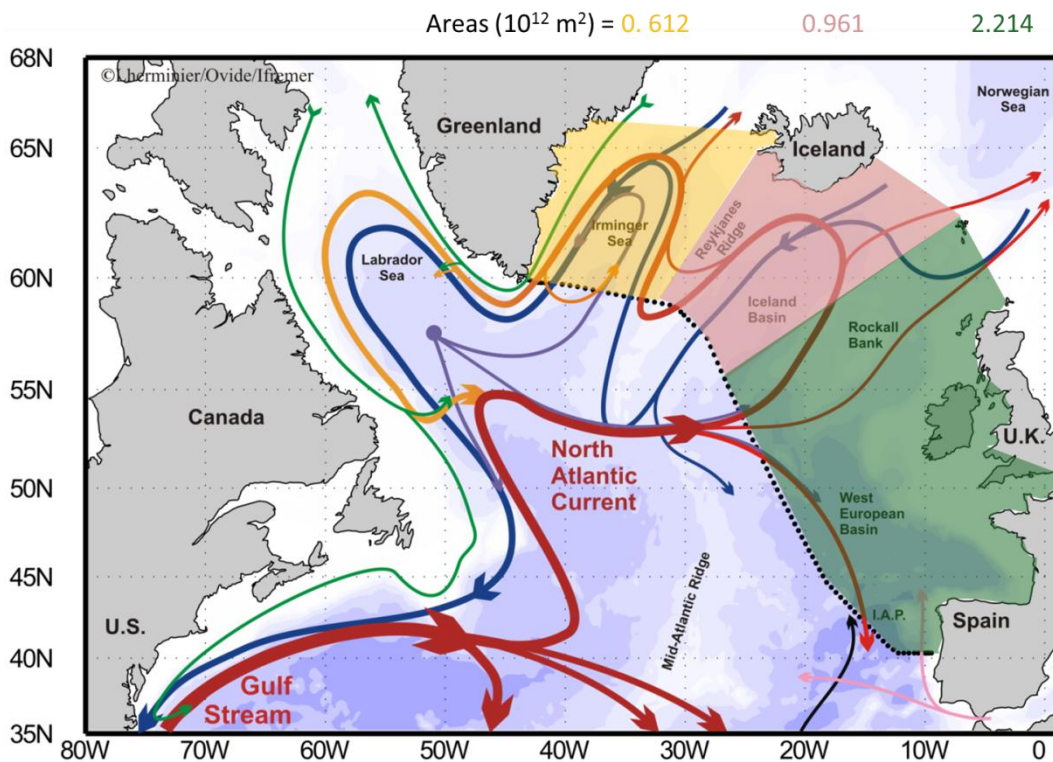 Areas (10¹² m²) = 0. 612 0.961 2.214
68N
©Lherminier/Ovide/Ifremer
Norwegian
Sea
Greenland
Iceland
65N
Irminger
Sea
Reykjanes
Ridge
Labrador
Sea
60N
Iceland
Basin
Rockall
Bank
55N
Canada
U.K.
North
Atlantic
Current
50N
West
European
Basin
Mid-Atlantic Ridge
45N
U.S.
I.A.P.
Spain
40N
Gulf
Stream
35N
80W 70W 60W 50W 40W 30W 20W 10W 0